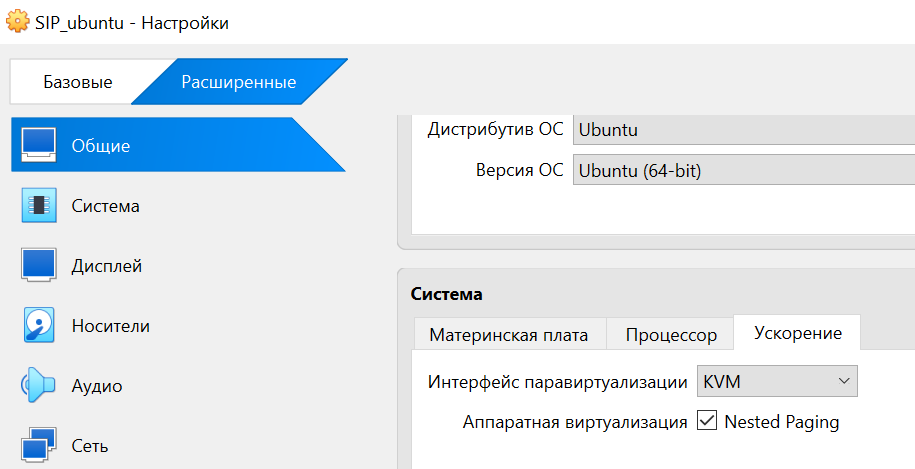 SIP_ubuntu - Настройки
Базовые
Расширенные
Общие
Система
Дисплей
Носители
Аудио
Сеть
Дистрибутив ОС Ubuntu
Версия ОС Ubuntu (64-bit)
Система
Материнская плата Процессор Ускорение
Интерфейс паравиртуализации KVM
Аппаратная виртуализация Nested Paging